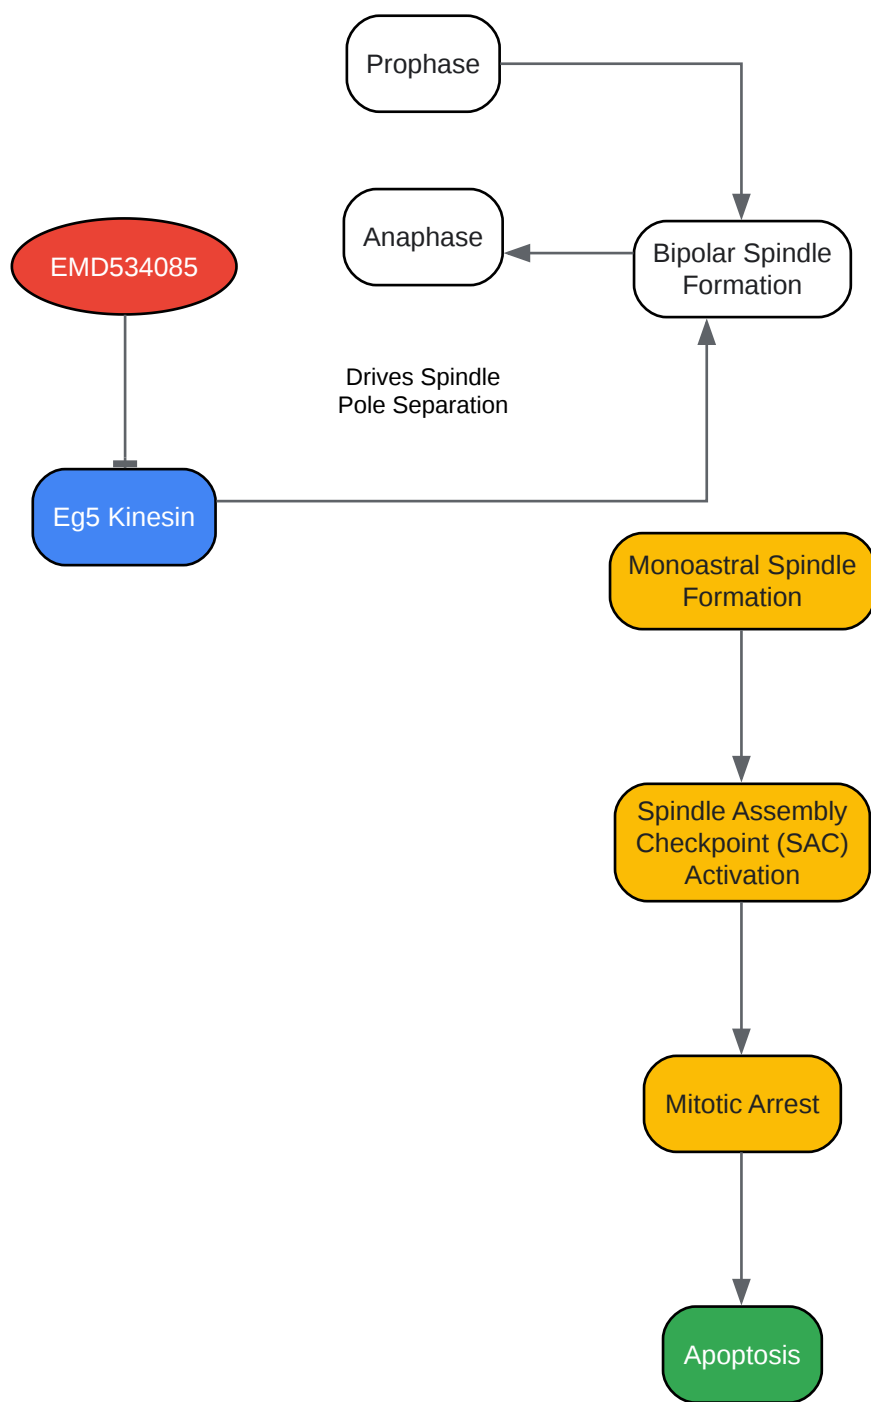 Prophase
Anaphase
Bipolar Spindle
Formation
EMD534085
Drives Spindle
Pole Separation
Eg5 Kinesin
Monoastral Spindle
Formation
Spindle Assembly
Checkpoint (SAC)
Activation
Mitotic Arrest
Apoptosis